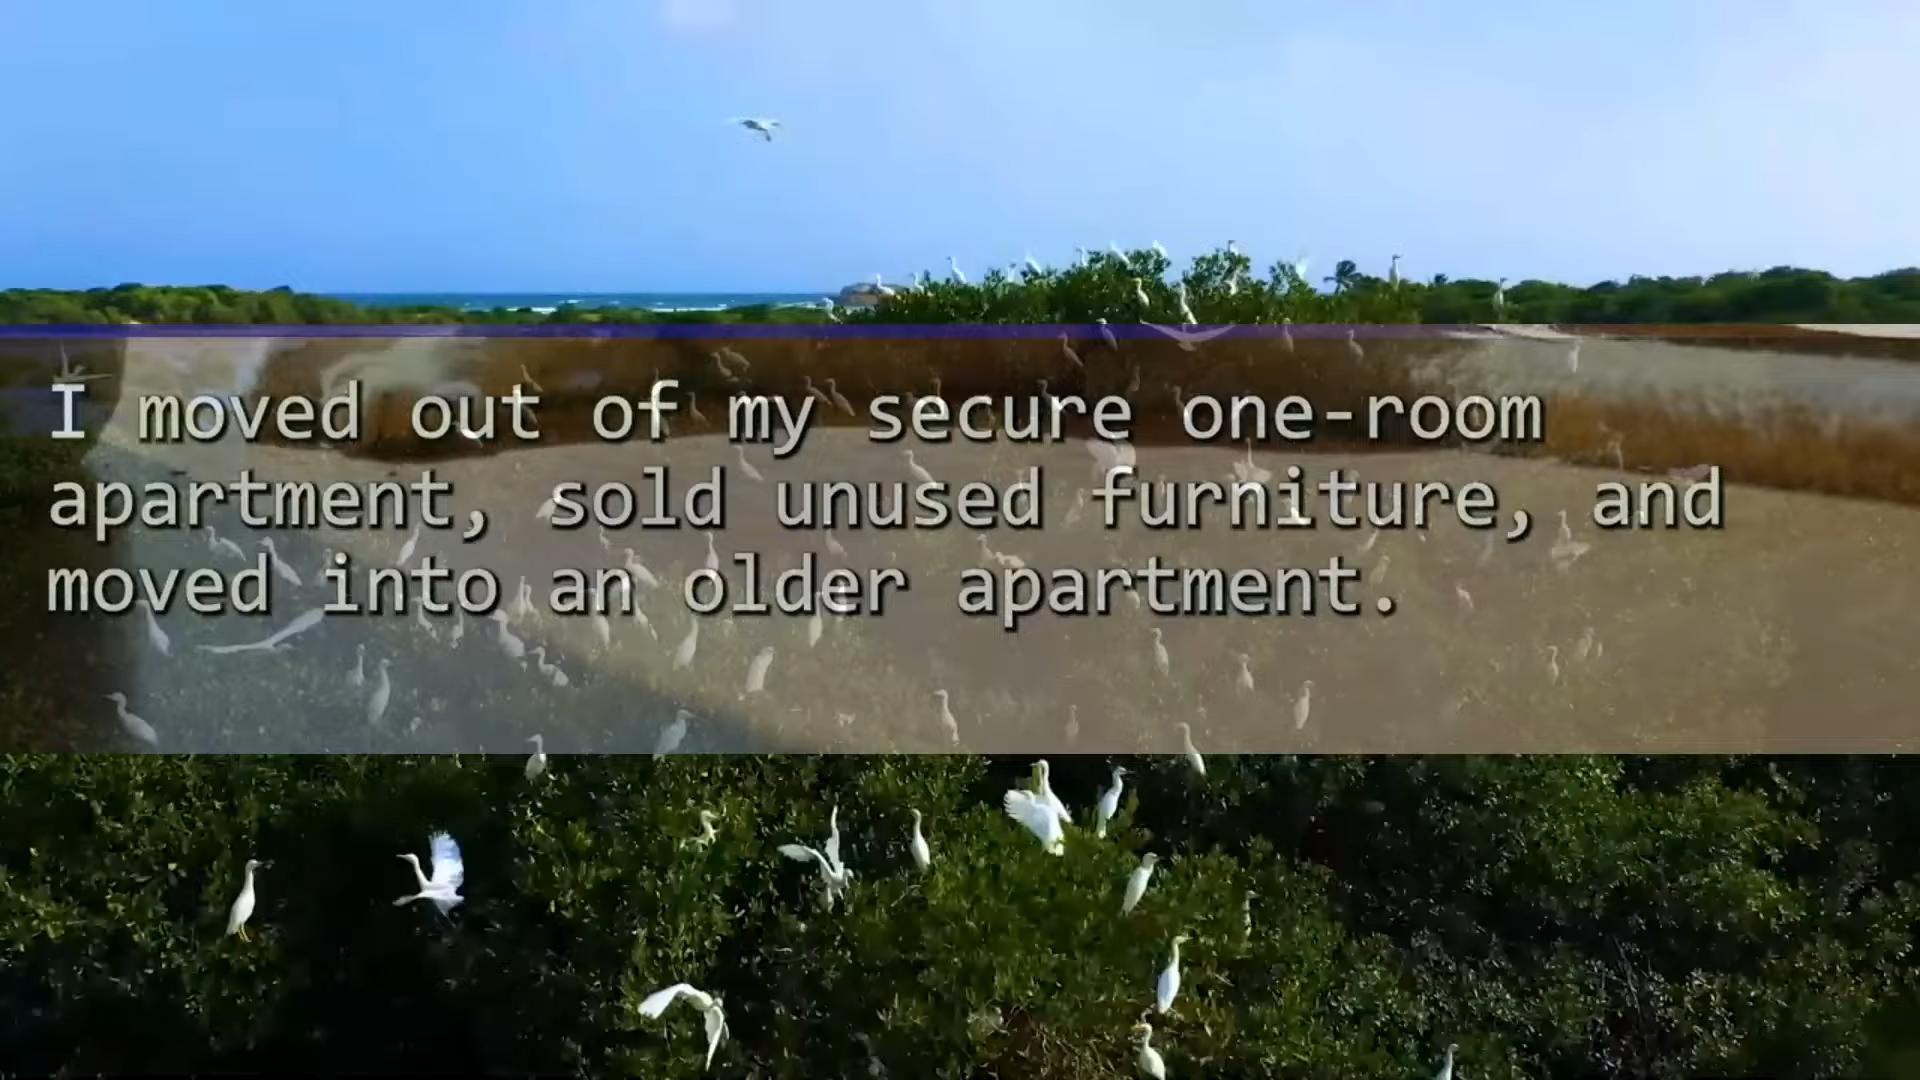 I moved out of my secure one-room
apartment, sold unused furniture, and
moved into an older apartment.